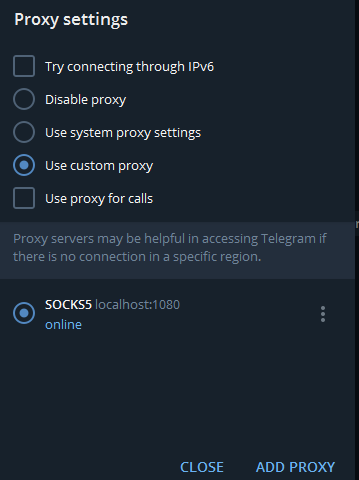 Proxy settings
Try connecting through IPv6
Disable proxy
Use system proxy settings
Use custom proxy
Use proxy for calls
Proxy servers may be helpful in accessing Telegram if
there is no connection in a specific region.
SOCKS5 localhost:1080
online
CLOSE ADD PROXY